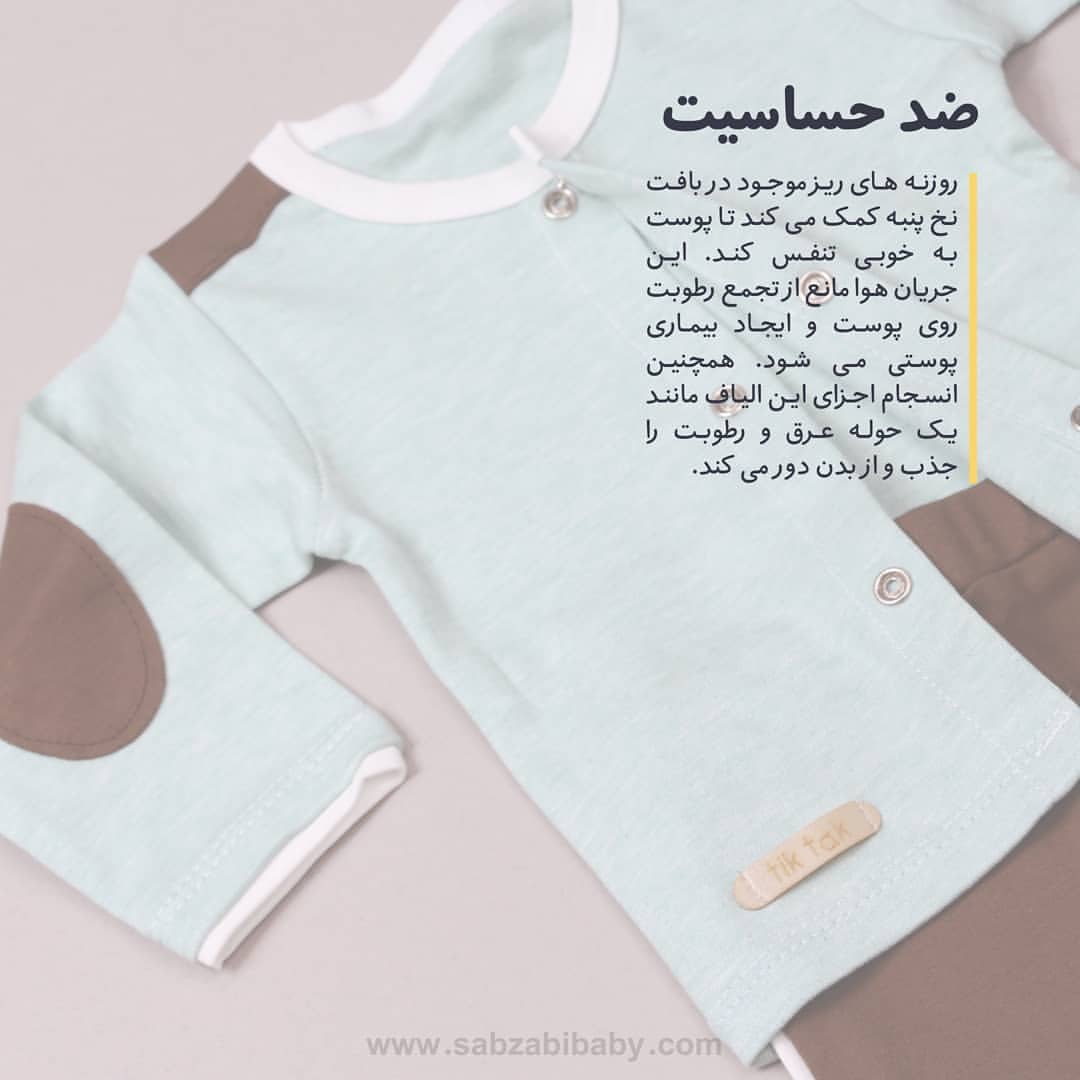 ضد حساسیت
روزنه های ریز موجود در بافت
نخ پنبه کمک می کند تا پوست
به خوبی تنفس کند. این
جریان هوا مانع از تجمع رطوبت
روی پوست و ایجاد بیماری
پوستی می شود. همچنین
انسجام اجزای این الیاف مانند
یک حوله عرق و رطوبت را
جذب و از بدن دور می کند.
tik tak
www.sabzabibaby.com